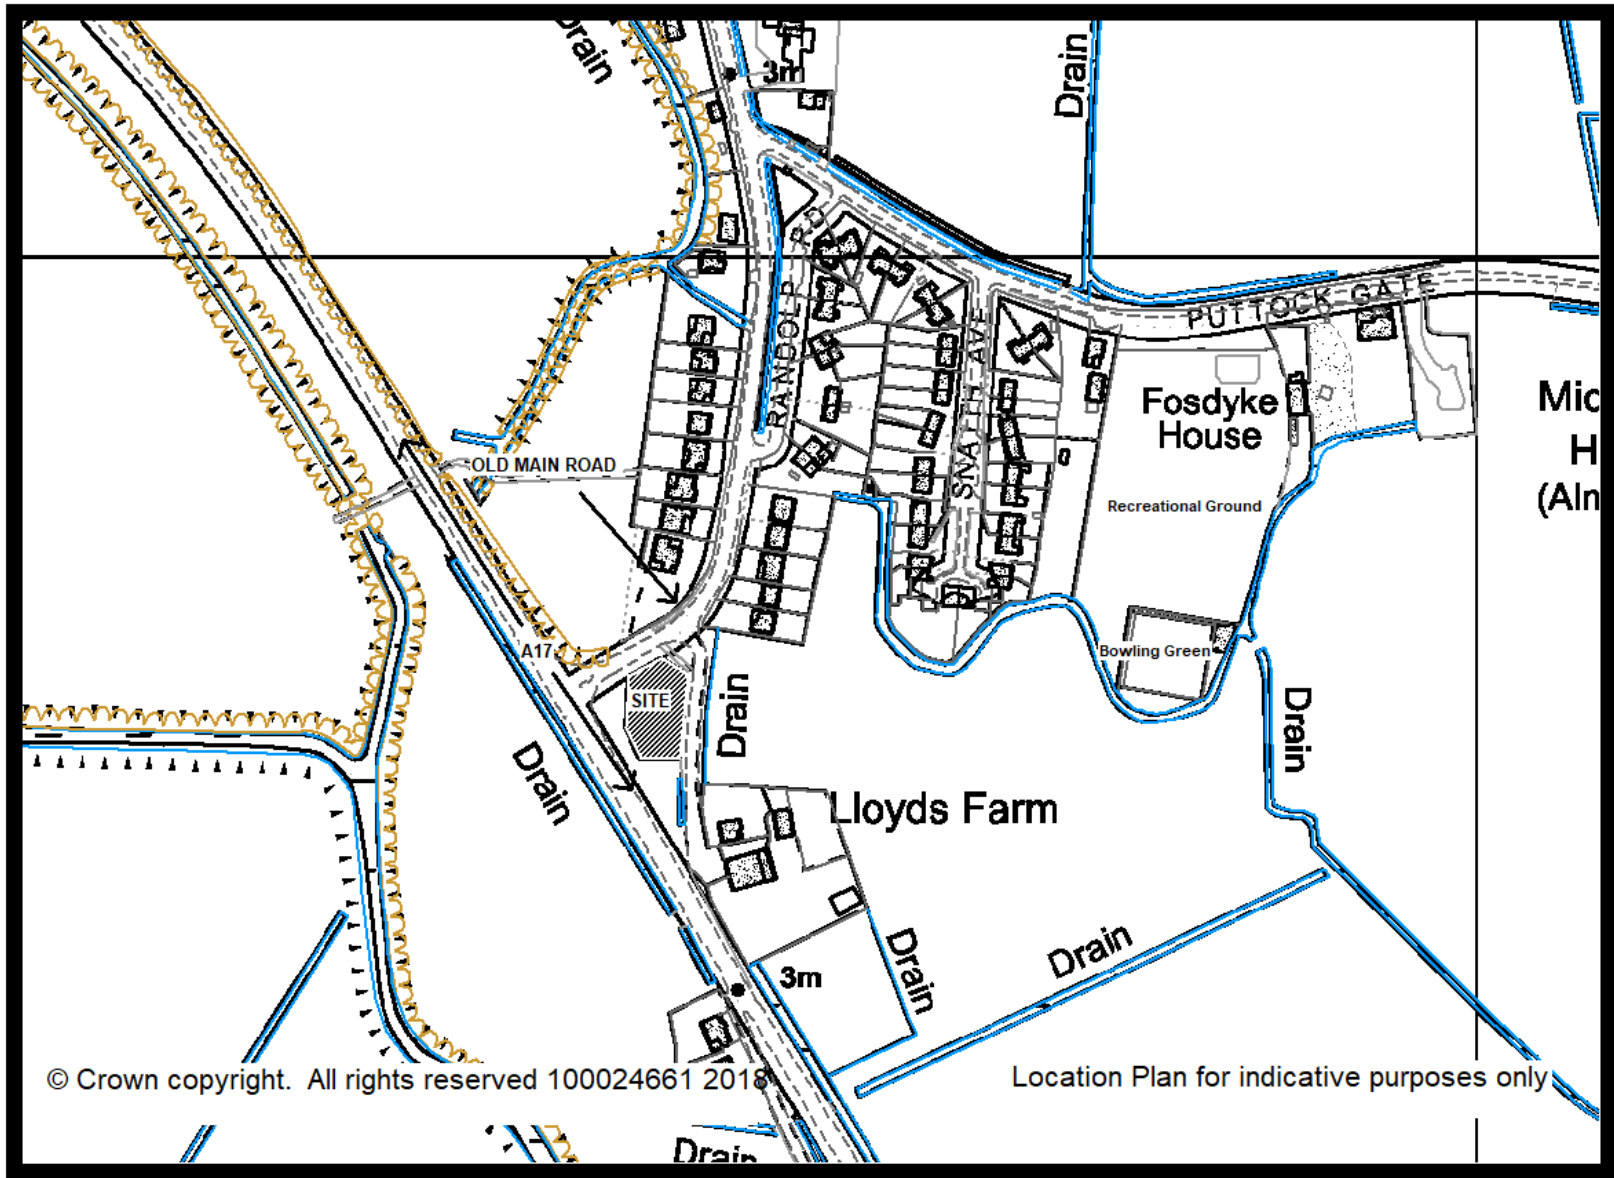 Drain
3m
Drain
PUTTOCK GATE
RANDOLP
SNAITH AVE
Fosdyke
House
Mic
H
(Aln
OLD MAIN ROAD
Recreational Ground
A17
Bowling Green
SITE
Drain
Drain
Drain
Lloyds Farm
Drain
Drain
3m
© Crown copyright. All rights reserved 100024661 2018
Location Plan for indicative purposes only
Drain